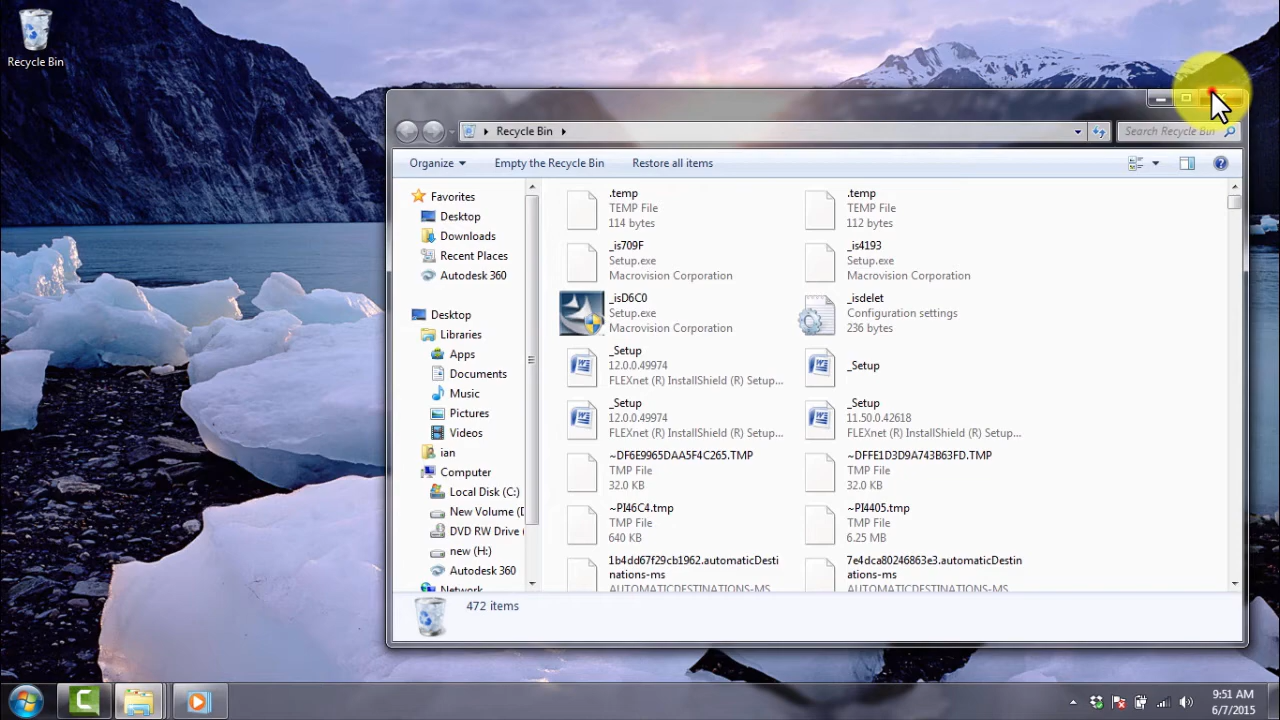 Recycle Bin
Recycle Bin
Search Recycle Bin
Organize
Empty the Recycle Bin
Restore all items
Favorites
Desktop
Downloads
Recent Places
Autodesk 360
Desktop
Libraries
Apps
Documents
Music
Pictures
Videos
ian
Computer
Local Disk (C:)
New Volume (D
DVD RW Drive
new (H:)
Autodesk 360
Network
.temp
TEMP File
114 bytes
.temp
TEMP File
112 bytes
_is709F
Setup.exe
Macrovision Corporation
_is4193
Setup.exe
Macrovision Corporation
_isD6C0
Setup.exe
Macrovision Corporation
_isdelet
Configuration settings
236 bytes
_Setup
12.0.0.49974
FLEXnet (R) InstallShield (R) Setup...
_Setup
_Setup
12.0.0.49974
FLEXnet (R) InstallShield (R) Setup...
_Setup
11.50.0.42618
FLEXnet (R) InstallShield (R) Setup...
~DF6E9965DAA5F4C265.TMP
TMP File
32.0 KB
~DFFE1D3D9A743B63FD.TMP
TMP File
32.0 KB
~PI46C4.tmp
TMP File
640 KB
~PI4405.tmp
TMP File
6.25 MB
1b4dd67f29cb1962.automaticDesti
nations-ms
AUTOMATICDESTINATIONS-MS
7e4dca80246863e3.automaticDestin
ations-ms
AUTOMATICDESTINATIONS-MS
472 items
9:51 AM
6/7/2015